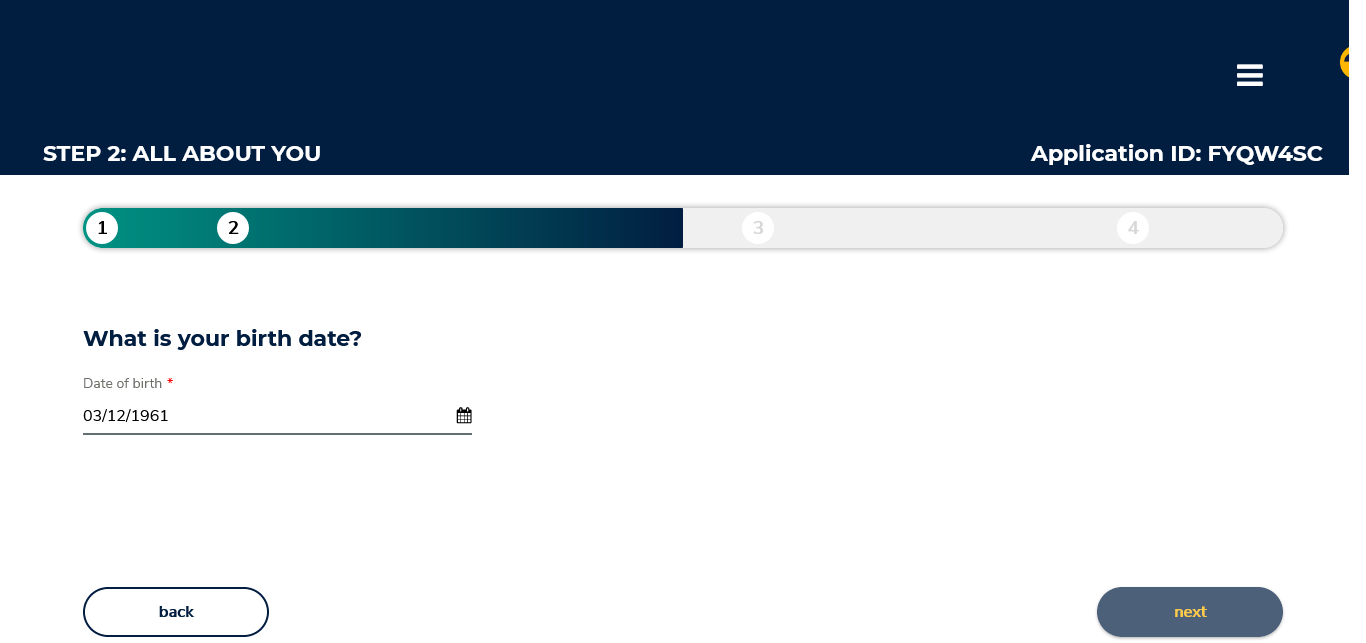 STEP 2: ALL ABOUT YOU
Application ID: FYQW4SC
1
2
3
4
What is your birth date?
Date of birth *
03/12/1961
back
next